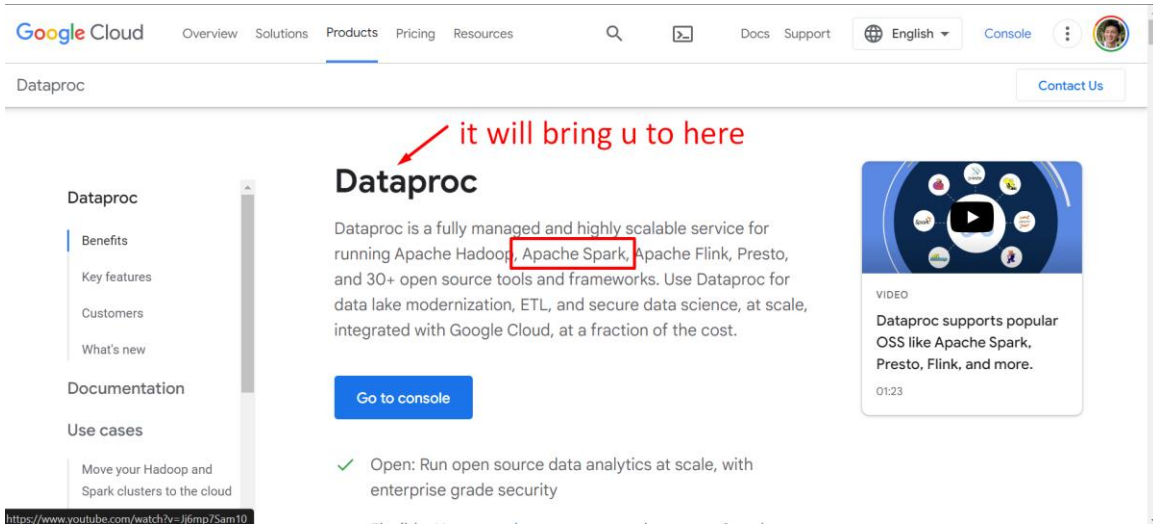 Google Cloud
Overview
Solutions
Products
Pricing
Resources
Docs
Support
English
Console
Dataproc
Contact Us
it will bring u to here
Dataproc
Benefits
Key features
Customers
What's new
Documentation
Use cases
Move your Hadoop and
Spark clusters to the cloud
https://www.youtube.com/watch?v=Jj6mp7Sam10
Dataproc
Dataproc is a fully managed and highly scalable service for
running Apache Hadoop, Apache Spark, Apache Flink, Presto,
and 30+ open source tools and frameworks. Use Dataproc for
data lake modernization, ETL, and secure data science, at scale,
integrated with Google Cloud, at a fraction of the cost.
Go to console
Open: Run open source data analytics at scale, with
enterprise grade security
VIDEO
Dataproc supports popular
OSS like Apache Spark,
Presto, Flink, and more.
01:23